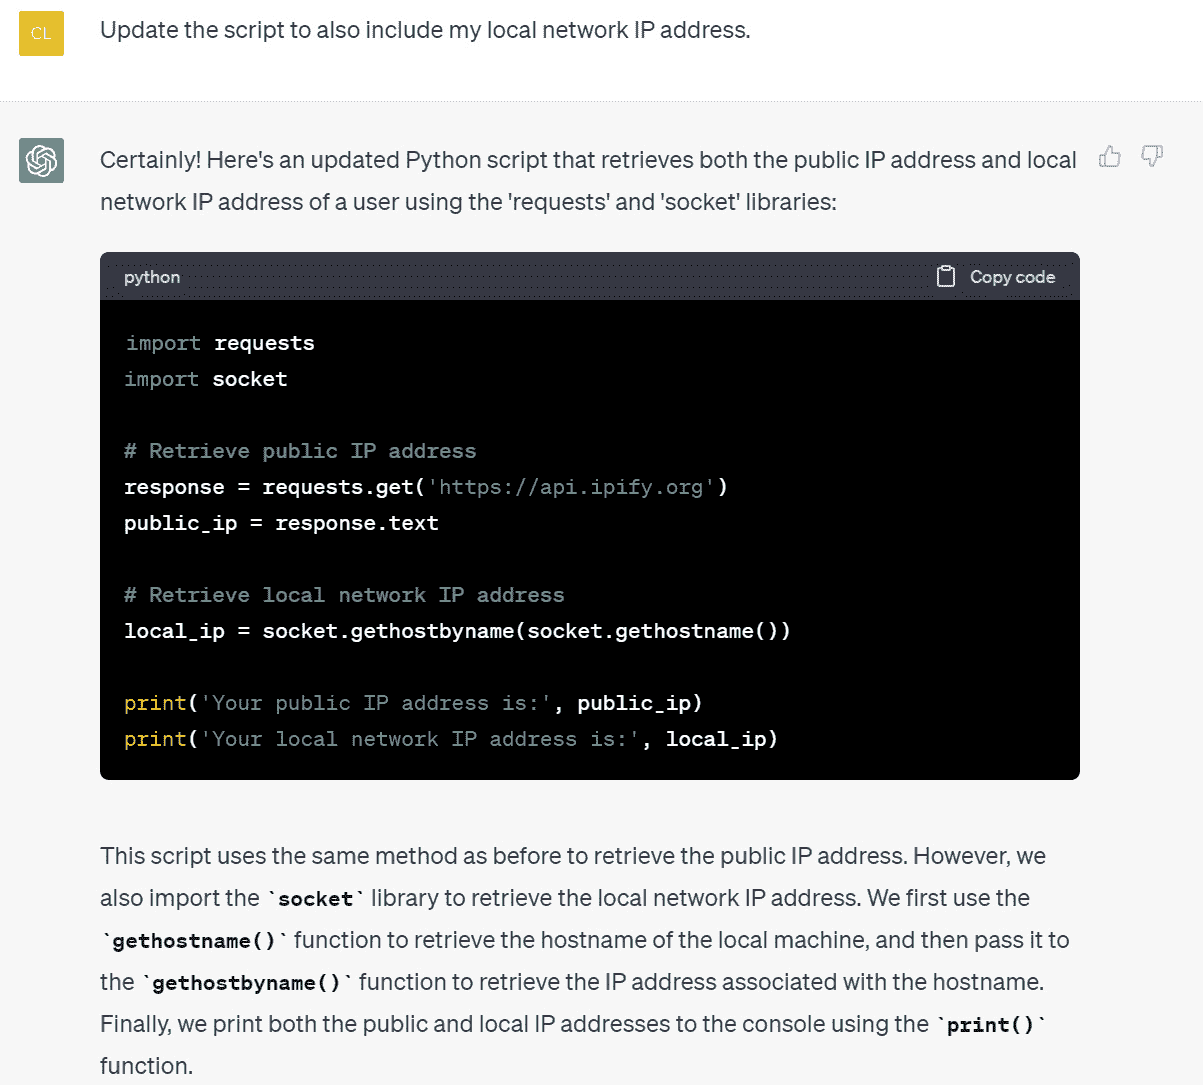 CL
Update the script to also include my local network IP address.
Certainly! Here's an updated Python script that retrieves both the public IP address and local
network IP address of a user using the 'requests' and 'socket' libraries:
python
Copy code
import requests
import socket
# Retrieve public IP address
response = requests.get('https://api.ipify.org')
public_ip = response.text
# Retrieve local network IP address
local_ip = socket.gethostbyname(socket.gethostname())
print('Your public IP address is:', public_ip)
print('Your local network IP address is:', local_ip)
This script uses the same method as before to retrieve the public IP address. However, we
also import the `socket` library to retrieve the local network IP address. We first use the
`gethostname()` function to retrieve the hostname of the local machine, and then pass it to
the `gethostbyname()` function to retrieve the IP address associated with the hostname.
Finally, we print both the public and local IP addresses to the console using the `print()`
function.